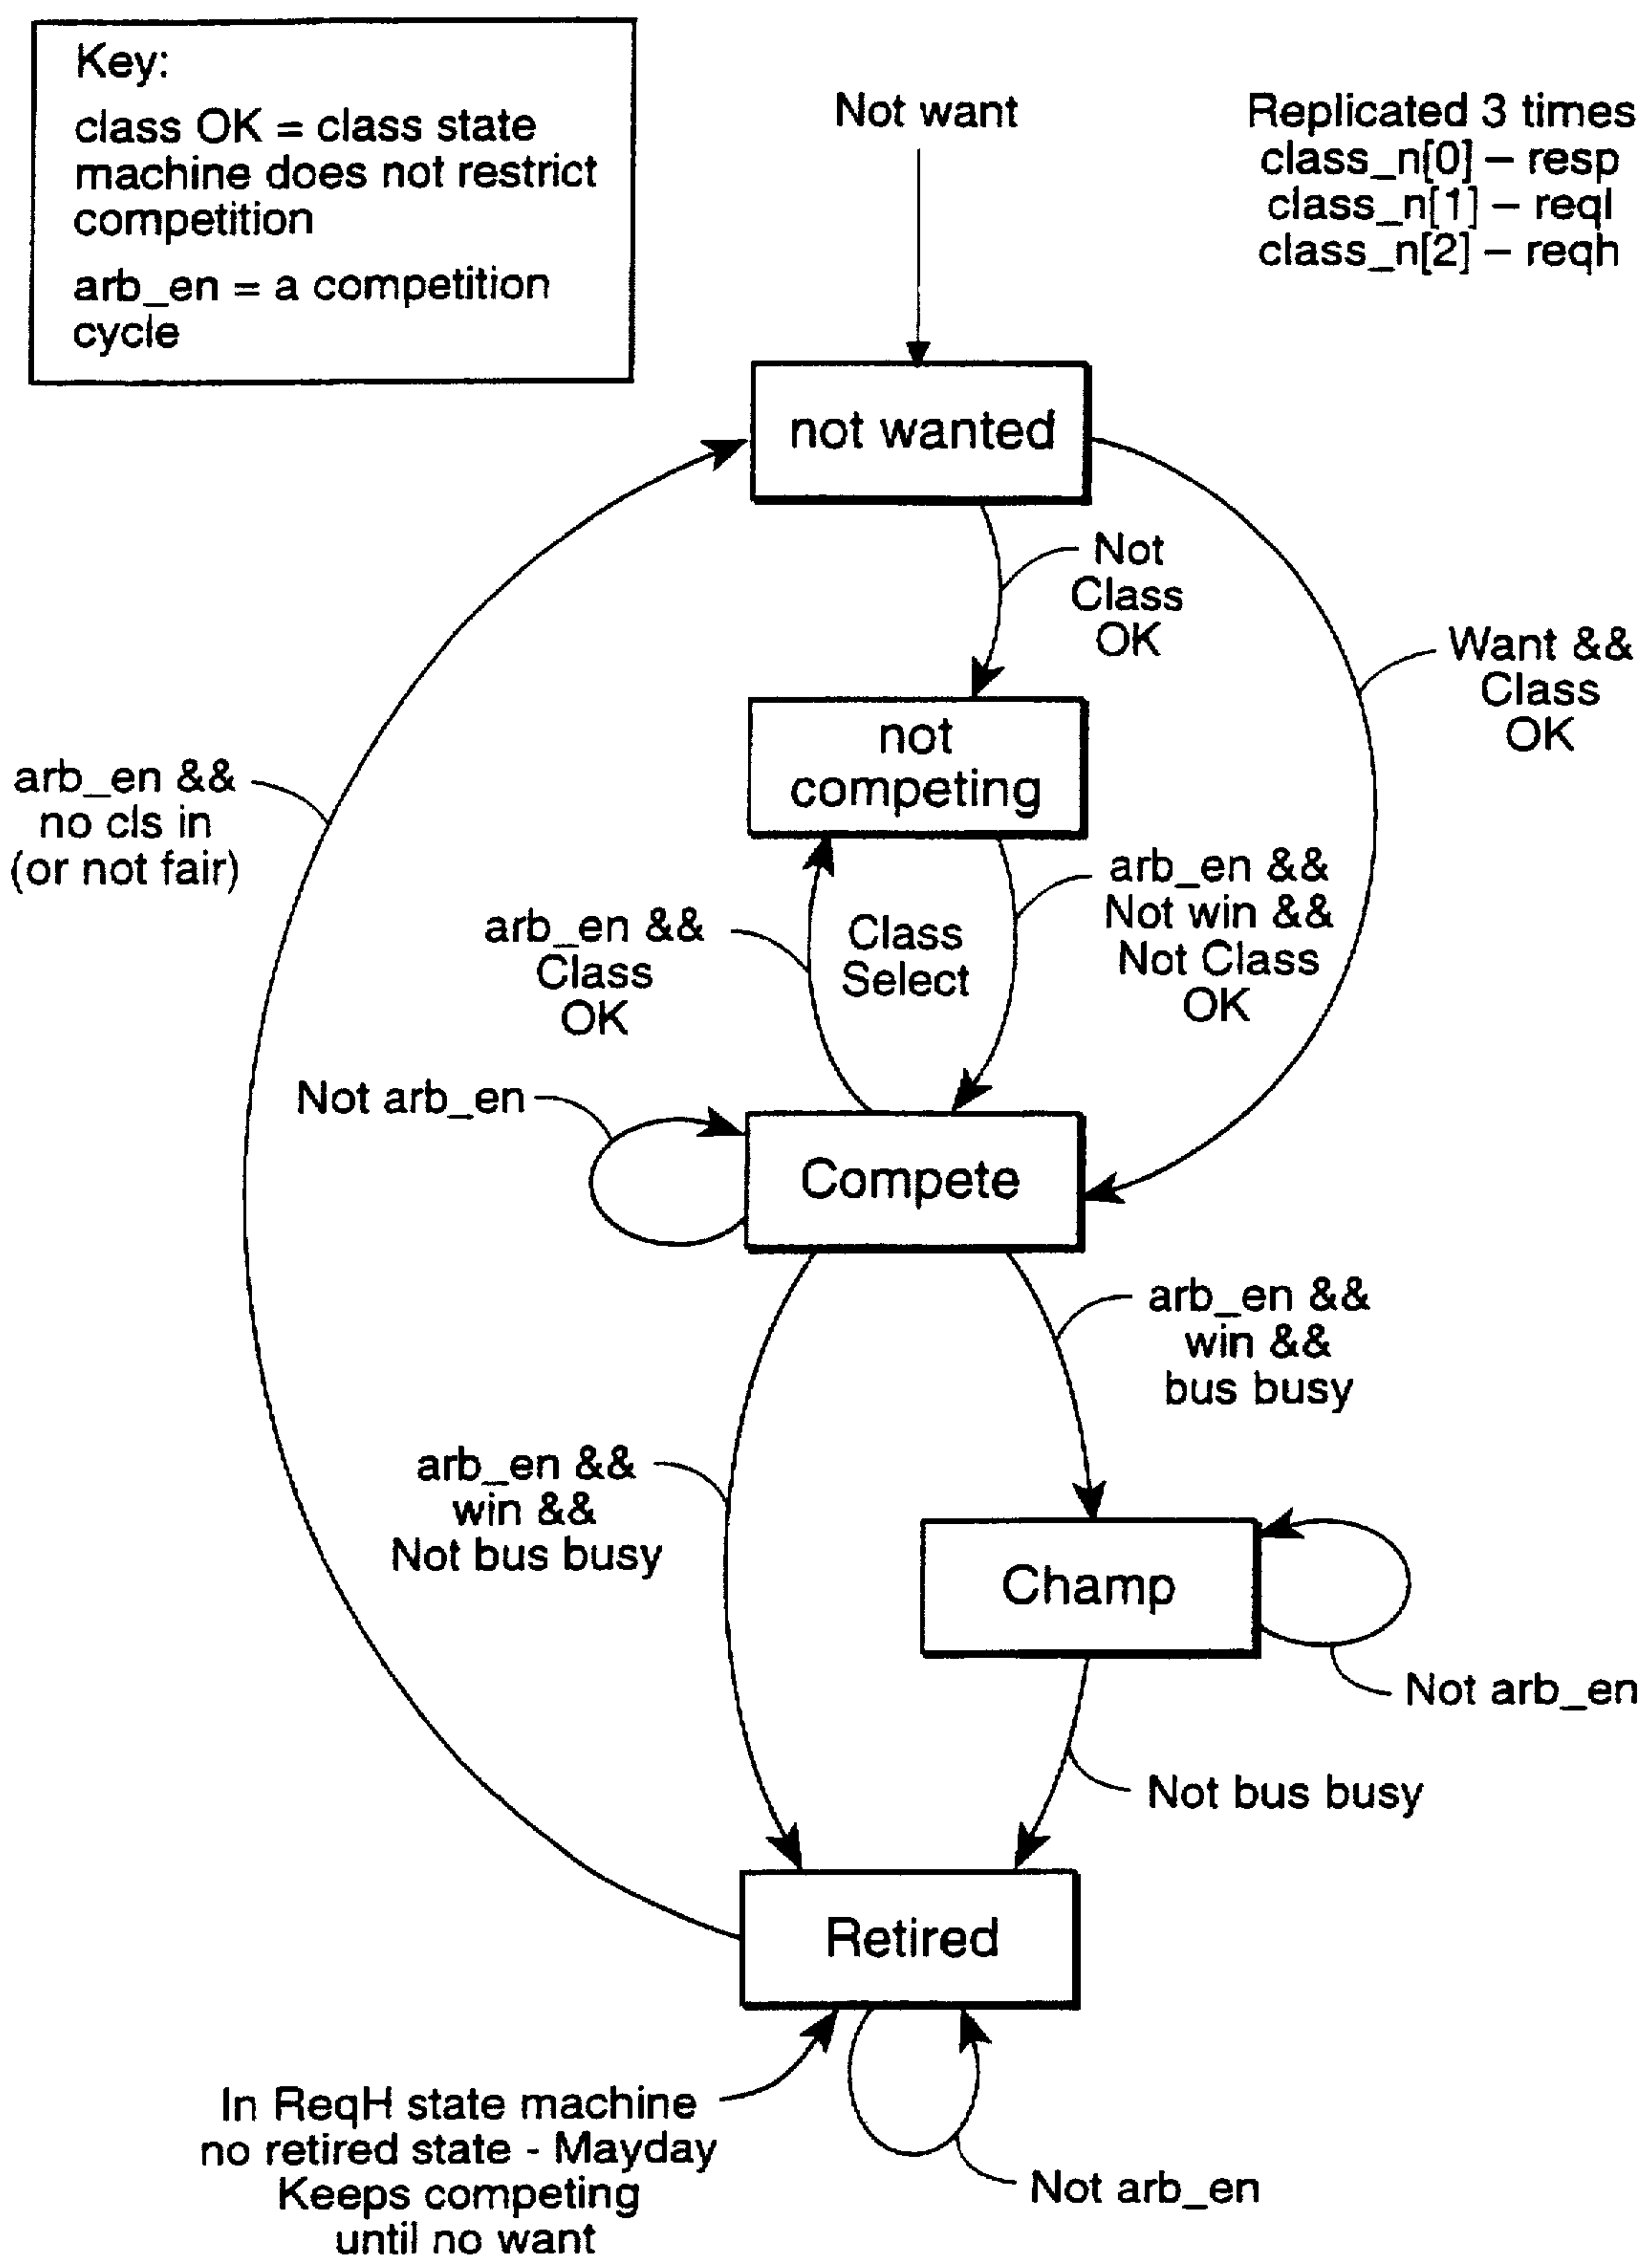 Key:
class OK = class state
machine does not restrict
competition
arb_en = a competition
cycle
Not want
Replicated 3 times
class_n[0] – resp
class_n[1] – reql
class_n[2] – reqh
not wanted
Not
Class
OK
Want &&
Class
OK
not
competing
arb_en &&
no cls in
(or not fair)
arb_en &&
Class
OK
Class
Select
arb_en &&
Not win &&
Not Class
OK
Not arb_en
Compete
arb_en &&
win &&
bus busy
arb_en &&
win &&
Not bus busy
Champ
Not arb_en
Not bus busy
Retired
In ReqH state machine
no retired state - Mayday
Keeps competing
until no want
Not arb_en